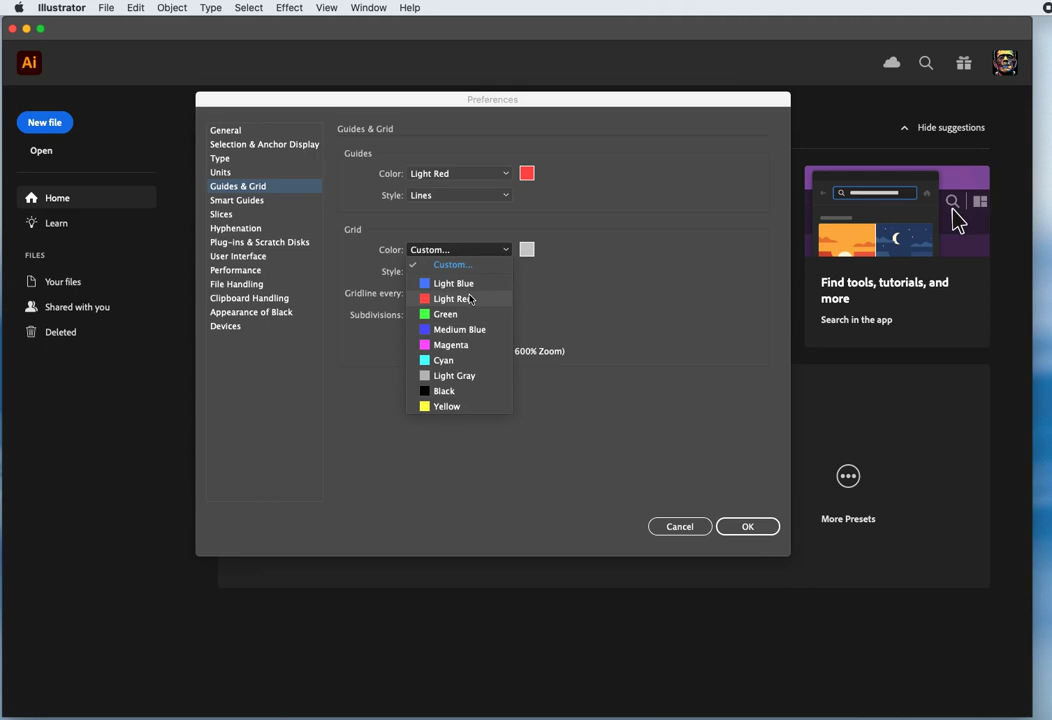 Illustrator File Edit Object Type Select Effect View Window Help
Ai
Preferences
New file
Open
Home
Learn
FILES
Your files
Shared with you
Deleted
General
Selection & Anchor Display
Type
Units
Guides & Grid
Smart Guides
Slices
Hyphenation
Plug-ins & Scratch Disks
User Interface
Performance
File Handling
Clipboard Handling
Appearance of Black
Devices
Guides & Grid
Guides
Color: Light Red
Style: Lines
Grid
Color: Custom...
Style:
Gridline every:
Subdivisions:
Custom...
Light Blue
Light Red
Green
Medium Blue
Magenta
Cyan
Light Gray
Black
Yellow
600% Zoom)
Cancel OK
Hide suggestions
Find tools, tutorials, and
more
Search in the app
More Presets